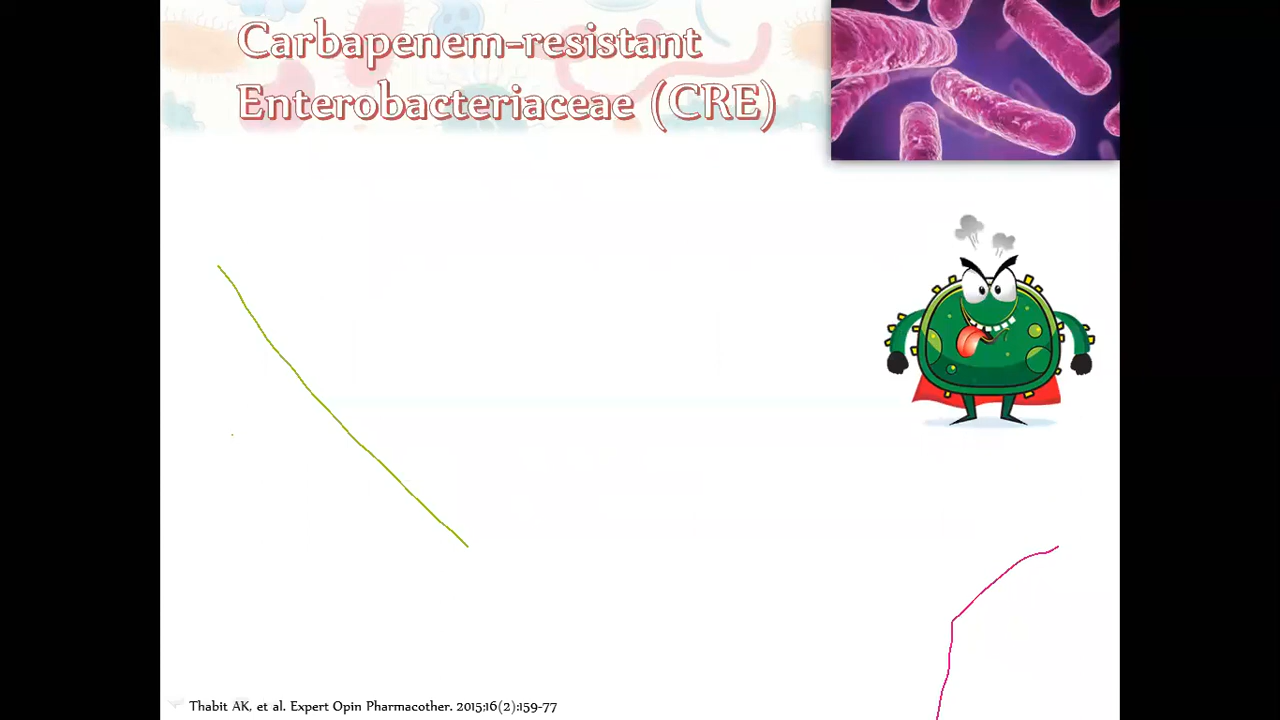 Carbapenem-resistant
Enterobacteriaceae (CRE)
Thabit AK, et al. Expert Opin Pharmacother. 2015;16(2):159-77